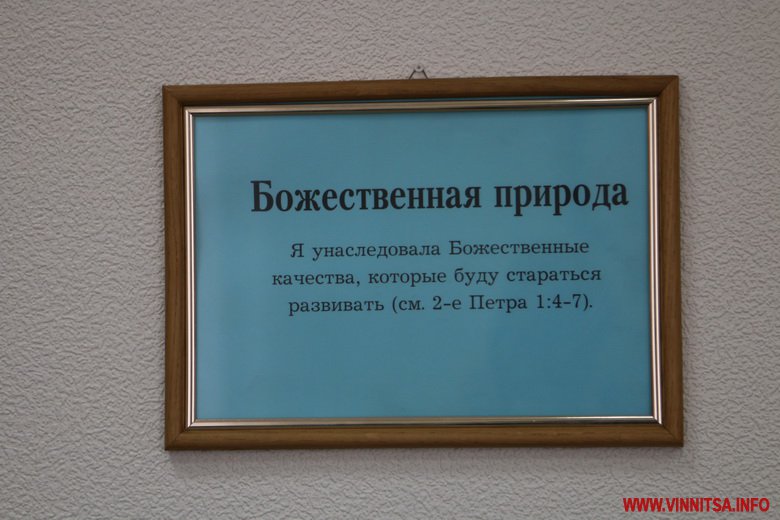 Божественная природа
Я унаследовала Божественные
качества, которые буду стараться
развивать (см. 2-е Петра 1:4-7).
WWW.VINNITSA.INFO